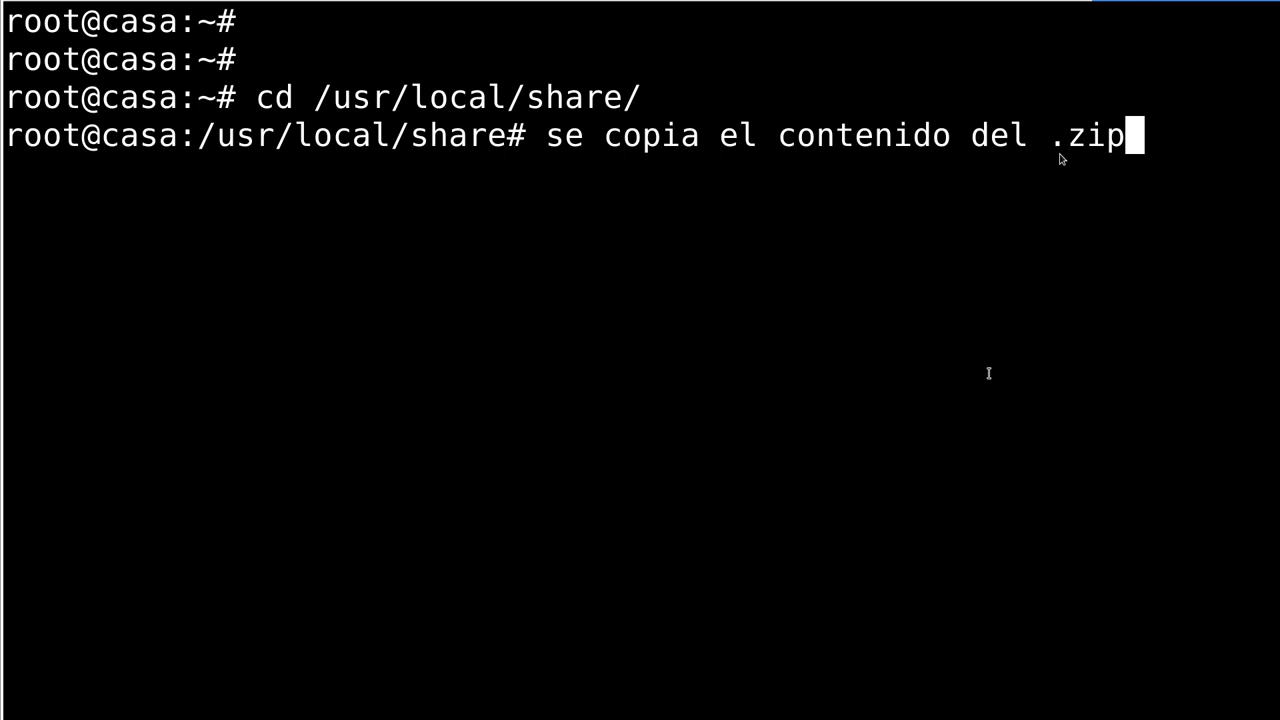 root@casa:~#
root@casa:~#
root@casa:~# cd /usr/local/share/
root@casa:/usr/local/share# se copia el contenido del .zip